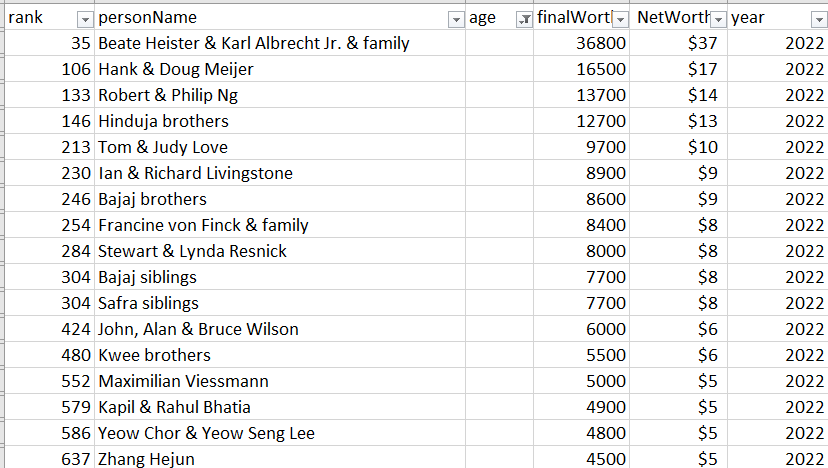 rank personName age finalWort NetWorth year
35 Beate Heister & Karl Albrecht Jr. & family 36800 $37 2022
106 Hank & Doug Meijer 16500 $17 2022
133 Robert & Philip Ng 13700 $14 2022
146 Hinduja brothers 12700 $13 2022
213 Tom & Judy Love 9700 $10 2022
230 Ian & Richard Livingstone 8900 $9 2022
246 Bajaj brothers 8600 $9 2022
254 Francine von Finck & family 8400 $8 2022
284 Stewart & Lynda Resnick 8000 $8 2022
304 Bajaj siblings 7700 $8 2022
304 Safra siblings 7700 $8 2022
424 John, Alan & Bruce Wilson 6000 $6 2022
480 Kwee brothers 5500 $6 2022
552 Maximilian Viessmann 5000 $5 2022
579 Kapil & Rahul Bhatia 4900 $5 2022
586 Yeow Chor & Yeow Seng Lee 4800 $5 2022
637 Zhang Hejun 4500 $5 2022